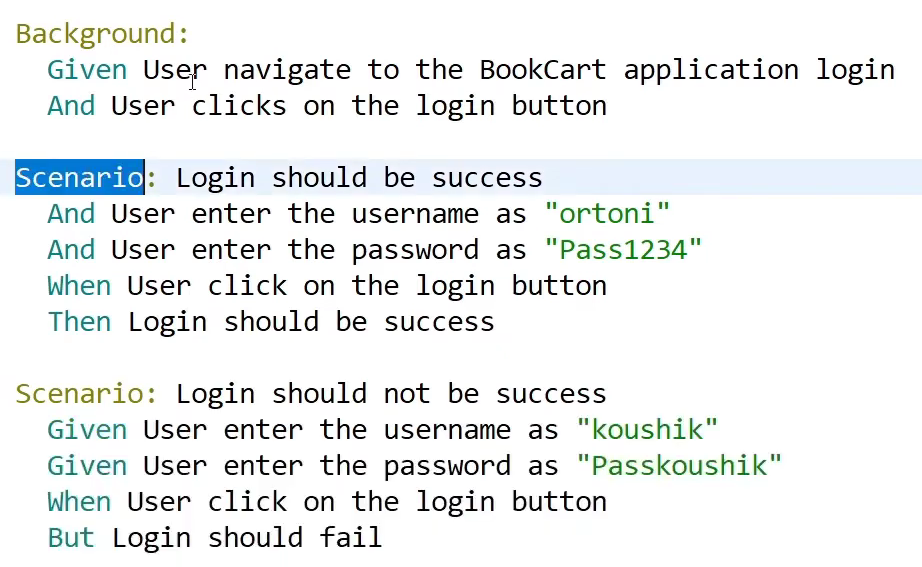 Background:
Given User navigate to the BookCart application login
And User clicks on the login button
Scenario: Login should be success
And User enter the username as "ortoni"
And User enter the password as "Pass1234"
When User click on the login button
Then Login should be success
Scenario: Login should not be success
Given User enter the username as "koushik"
Given User enter the password as "Passkoushik"
When User click on the login button
But Login should fail